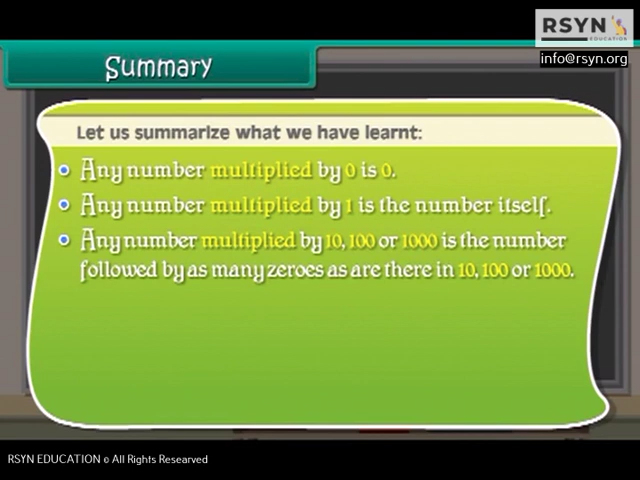 RSYN
EDUCATION
info@rsyn.org
Summary
Let us summarize what we have learnt:
Any number multiplied by 0 is 0.
Any number multiplied by 1 is the number itself.
Any number multiplied by 10, 100 or 1000 is the number
followed by as many zeroes as are there in 10, 100 or 1000.
RSYN EDUCATION © All Rights Researved